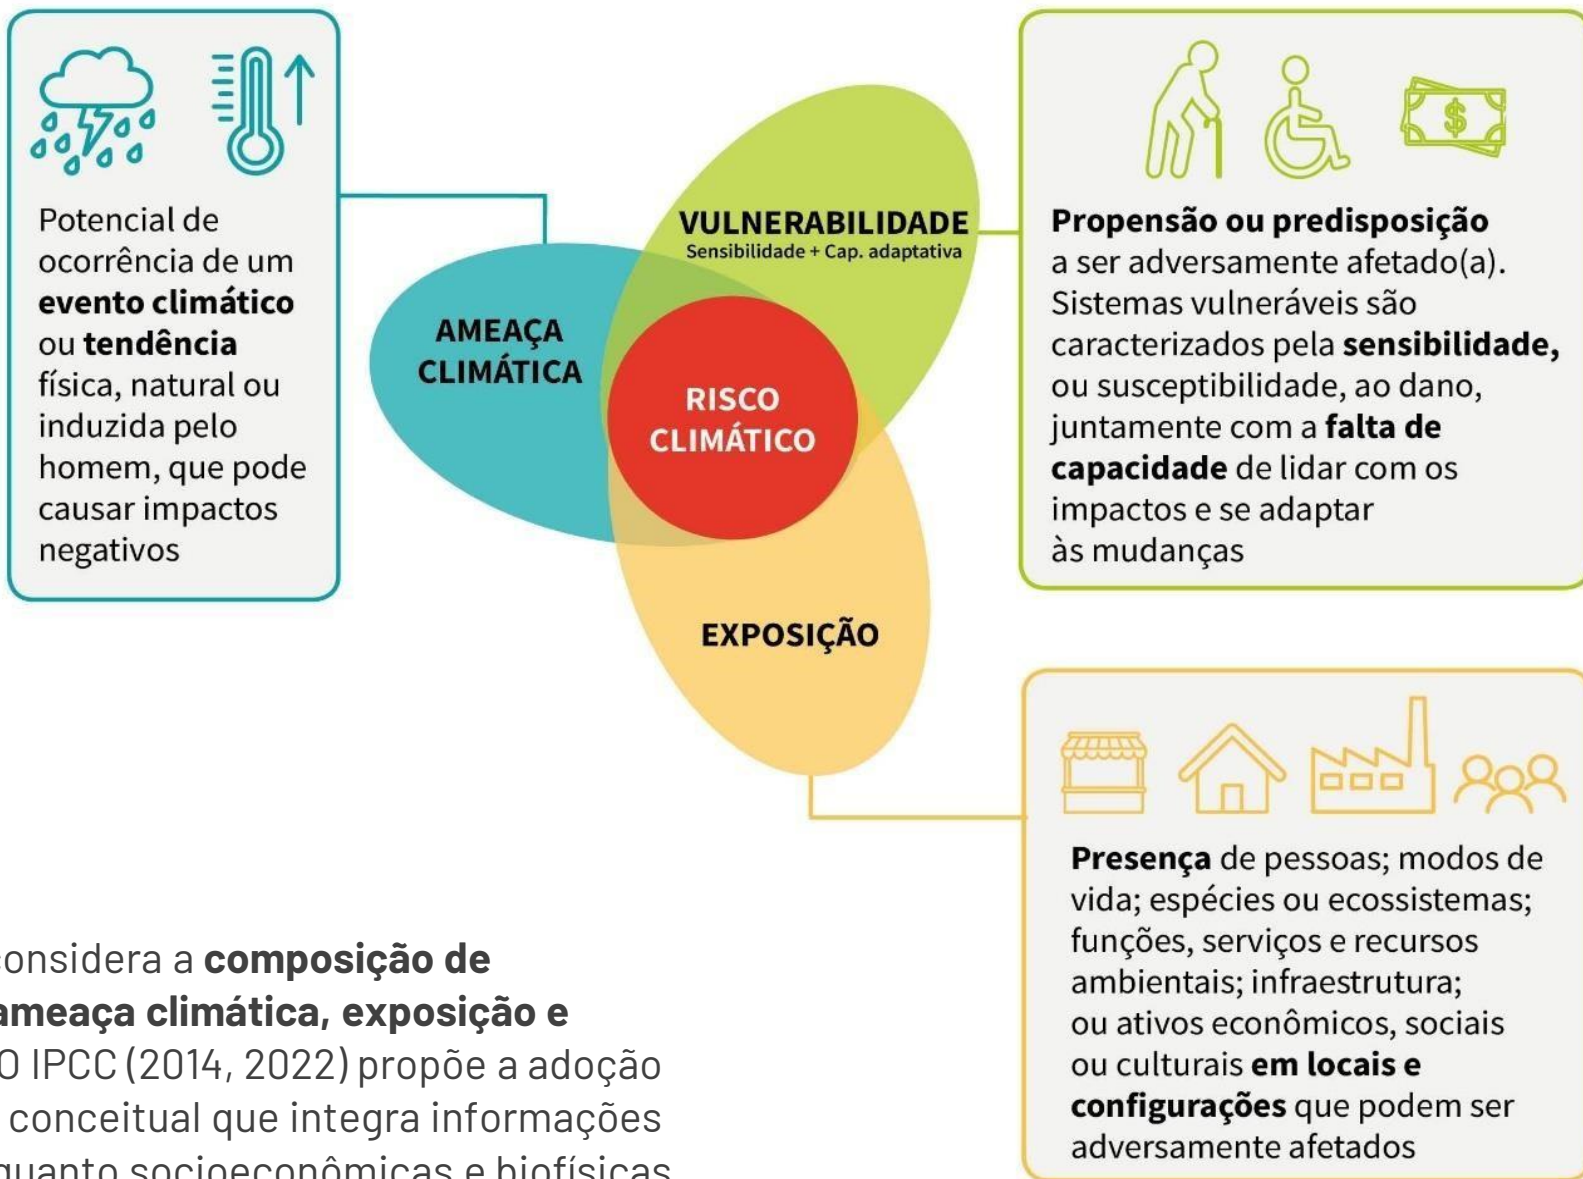 Potencial de
ocorrência de um
evento climático
ou tendência
física, natural ou
induzida pelo
homem, que pode
causar impactos
negativos
AMEAÇA
CLIMÁTICA
VULNERABILIDADE
Sensibilidade + Cap. adaptativa
RISCO
CLIMÁTICO
EXPOSIÇÃO
$
Propensão ou predisposição
a ser adversamente afetado(a).
Sistemas vulneráveis são
caracterizados pela sensibilidade,
ou susceptibilidade, ao dano,
juntamente com a falta de
capacidade de lidar com os
impactos e se adaptar
às mudanças
Presença de pessoas; modos de
vida; espécies ou ecossistemas;
funções, serviços e recursos
ambientais; infraestrutura;
ou ativos econômicos, sociais
ou culturais em locais e
configurações que podem ser
adversamente afetados
considera a composição de
ameaça climática, exposição e
O IPCC (2014, 2022) propõe a adoção
conceitual que integra informações
quanto socioeconômicas e biofísicas